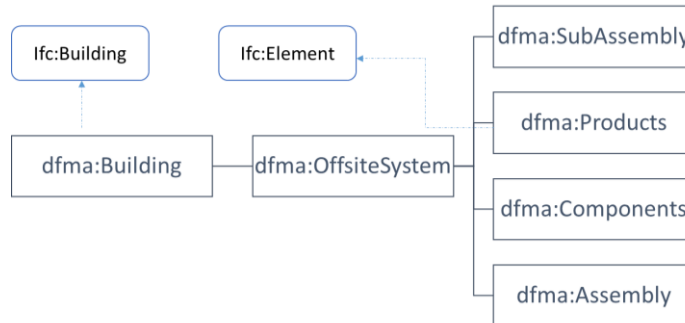 Ifc:Building
Ifc:Element
dfma:SubAssembly
dfma:Products
dfma:Building
dfma:OffsiteSystem
dfma:Components
dfma:Assembly